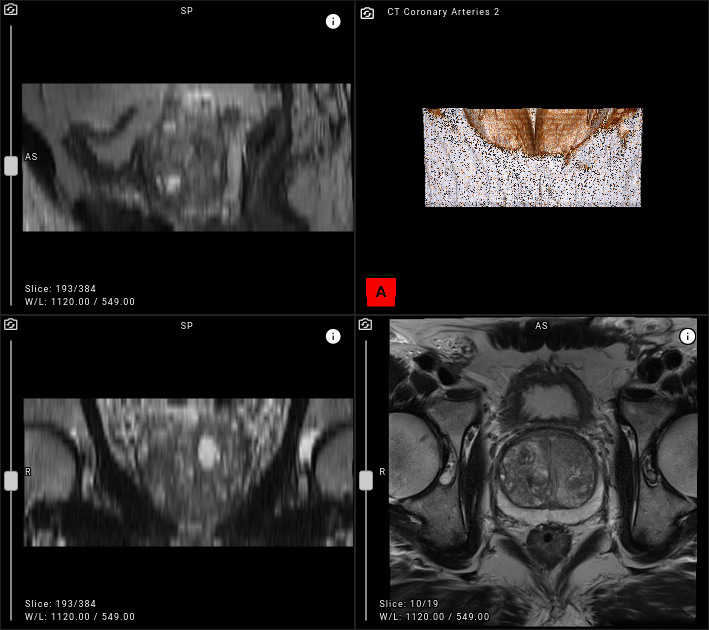 SP
i
AS
Slice: 193/384
W/L: 1120.00 / 549.00
CT Coronary Arteries 2
A
SP
i
R
Slice: 193/384
W/L: 1120.00 / 549.00
AS
i
R
Slice: 10/19
W/L: 1120.00 / 549.00